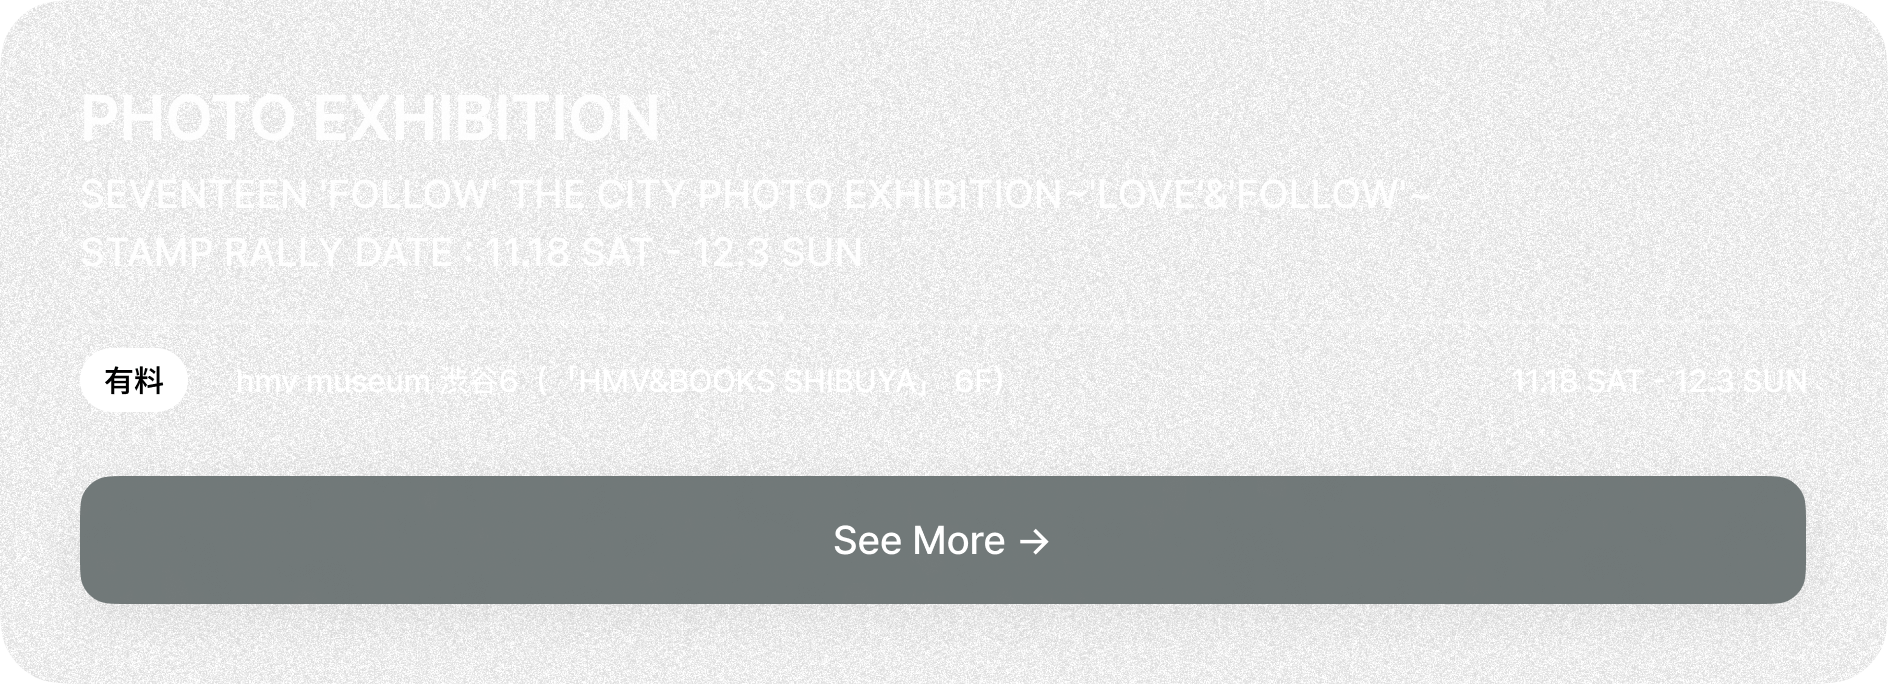 PHOTO EXHIBITION
SEVENTEEN 'FOLLOW' THE CITY PHOTO EXHIBITION~'LOVE'&'FOLLOW'~
STAMP RALLY DATE : 11.18 SAT - 12.3 SUN
有料 hmv museum 渋谷6（「HMV&BOOKS SHIBUYA」 6F） 11.18 SAT - 12.3 SUN
See More →